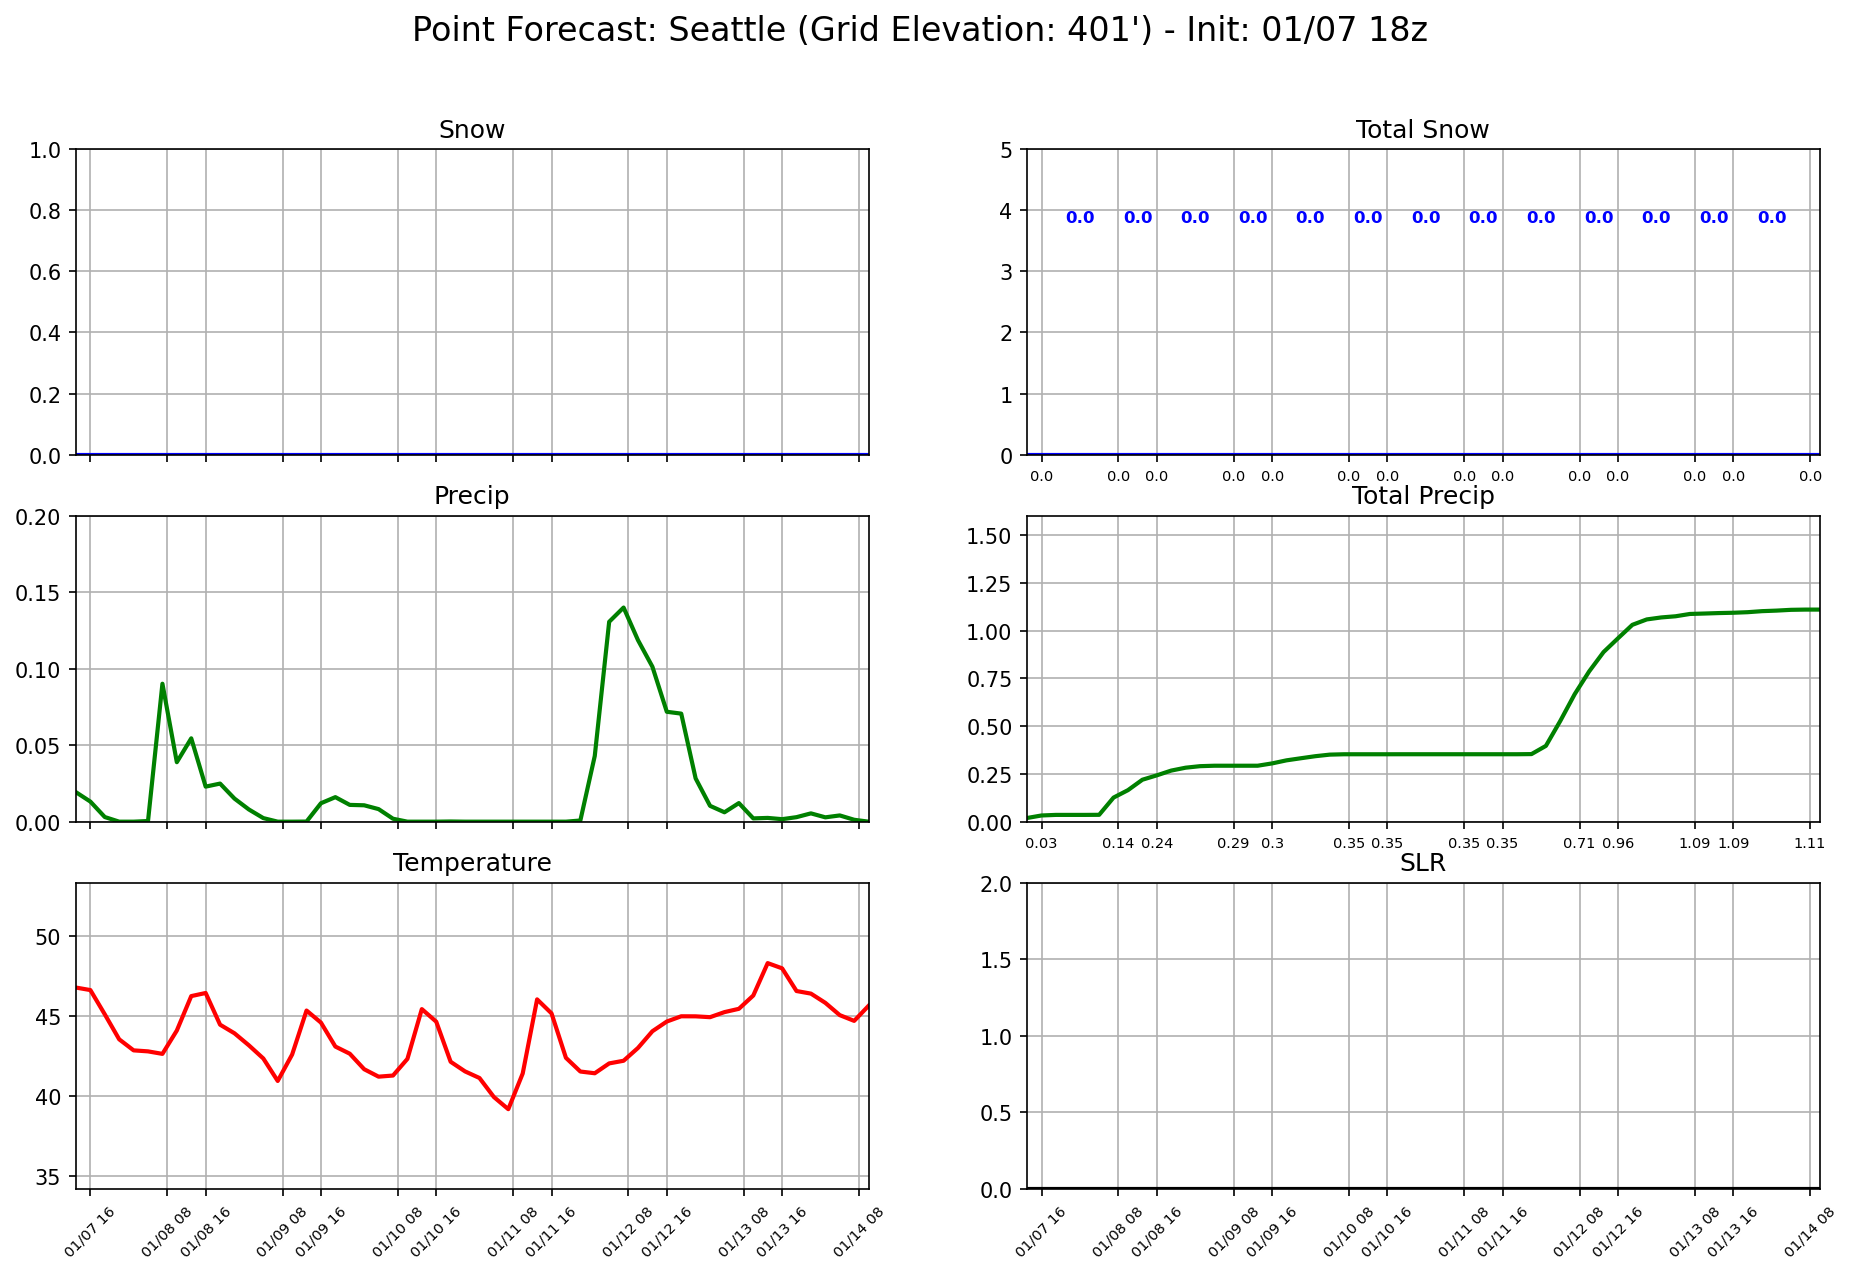 Point Forecast: Seattle (Grid Elevation: 401') - Init: 01/07 18z
Snow
1.0
0.8
0.6
0.4
0.2
0.0
Total Snow
5
4
3
2
1
0
0.0 0.0 0.0 0.0 0.0 0.0 0.0 0.0 0.0 0.0 0.0 0.0 0.0
0.0 0.0 0.0 0.0 0.0 0.0 0.0 0.0 0.0 0.0 0.0 0.0 0.0 0.0
Precip
0.20
0.15
0.10
0.05
0.00
Total Precip
1.50
1.25
1.00
0.75
0.50
0.25
0.00
0.03 0.14 0.24 0.29 0.3 0.35 0.35 0.35 0.35 0.71 0.96 1.09 1.09 1.11
Temperature
50
45
40
35
01/07 16 01/08 08 01/08 16 01/09 08 01/09 16 01/10 08 01/10 16 01/11 08 01/11 16 01/12 08 01/12 16 01/13 08 01/13 16 01/14 08
SLR
2.0
1.5
1.0
0.5
0.0
01/07 16 01/08 08 01/08 16 01/09 08 01/09 16 01/10 08 01/10 16 01/11 08 01/11 16 01/12 08 01/12 16 01/13 08 01/13 16 01/14 08